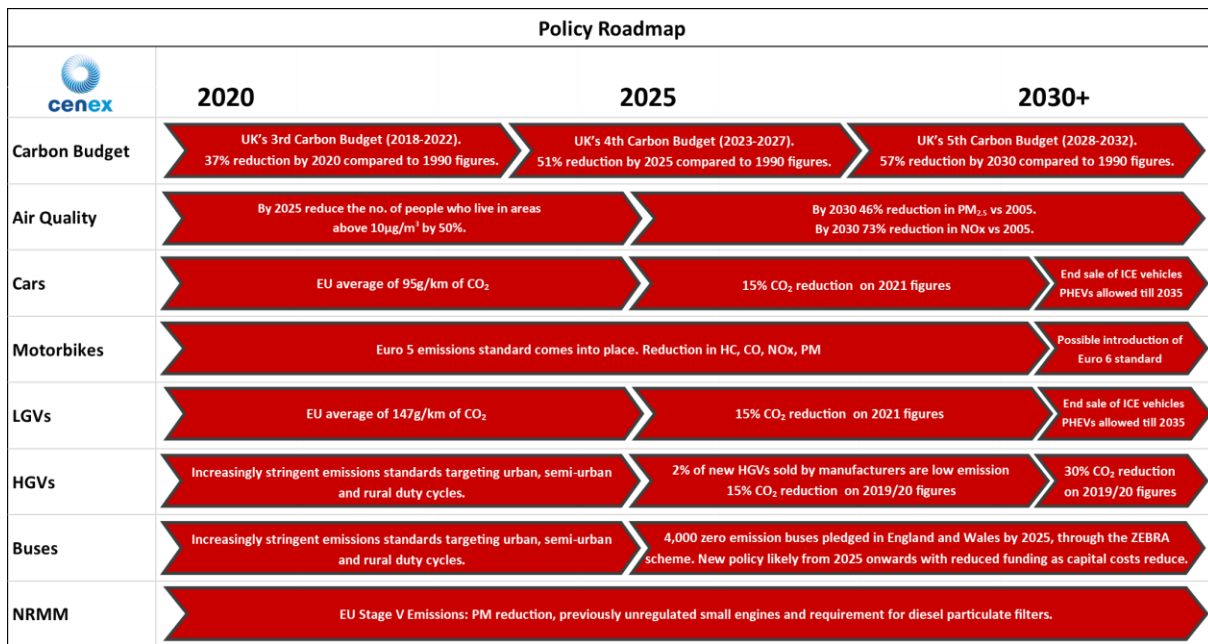 Policy Roadmap
cenex
2020
2025
2030+
Carbon Budget
UK's 3rd Carbon Budget (2018-2022).
37% reduction by 2020 compared to 1990 figures.
UK's 4th Carbon Budget (2023-2027).
51% reduction by 2025 compared to 1990 figures.
UK's 5th Carbon Budget (2028-2032).
57% reduction by 2030 compared to 1990 figures.
Air Quality
By 2025 reduce the no. of people who live in areas
above 10µg/m³ by 50%.
By 2030 46% reduction in PM₂.₅ vs 2005.
By 2030 73% reduction in NOx vs 2005.
Cars
EU average of 95g/km of CO₂
15% CO₂ reduction on 2021 figures
End sale of ICE vehicles
PHEVs allowed till 2035
Motorbikes
Euro 5 emissions standard comes into place. Reduction in HC, CO, NOx, PM
Possible introduction of
Euro 6 standard
LGVs
EU average of 147g/km of CO₂
15% CO₂ reduction on 2021 figures
End sale of ICE vehicles
PHEVs allowed till 2035
HGVs
Increasingly stringent emissions standards targeting urban, semi-urban
and rural duty cycles.
2% of new HGVs sold by manufacturers are low emission
15% CO₂ reduction on 2019/20 figures
30% CO₂ reduction
on 2019/20 figures
Buses
Increasingly stringent emissions standards targeting urban, semi-urban
and rural duty cycles.
4,000 zero emission buses pledged in England and Wales by 2025, through the ZEBRA
scheme. New policy likely from 2025 onwards with reduced funding as capital costs reduce.
NRMM
EU Stage V Emissions: PM reduction, previously unregulated small engines and requirement for diesel particulate filters.